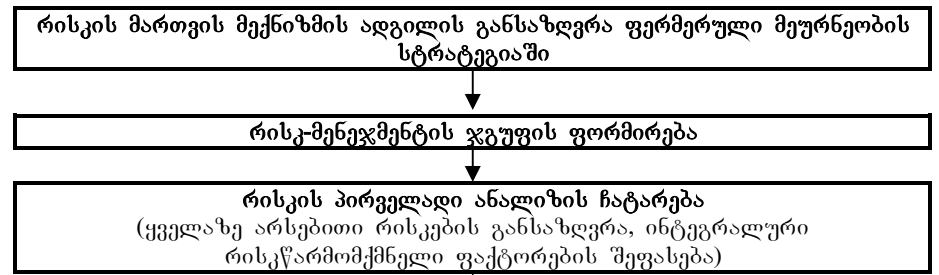 რისკის მართვის მექნიზმის ადგილის განსაზღვრა ფერმერული მეურნეობის
სტრატეგიაში
რისკ-მენეჯმენტის ჯგუფის ფორმირება
რისკის პირველადი ანალიზის ჩატარება
(ყველაზე არსებითი რისკების განსაზღვრა, ინტეგრალური
რისკწარმომქმნელი ფაქტორების შეფასება)